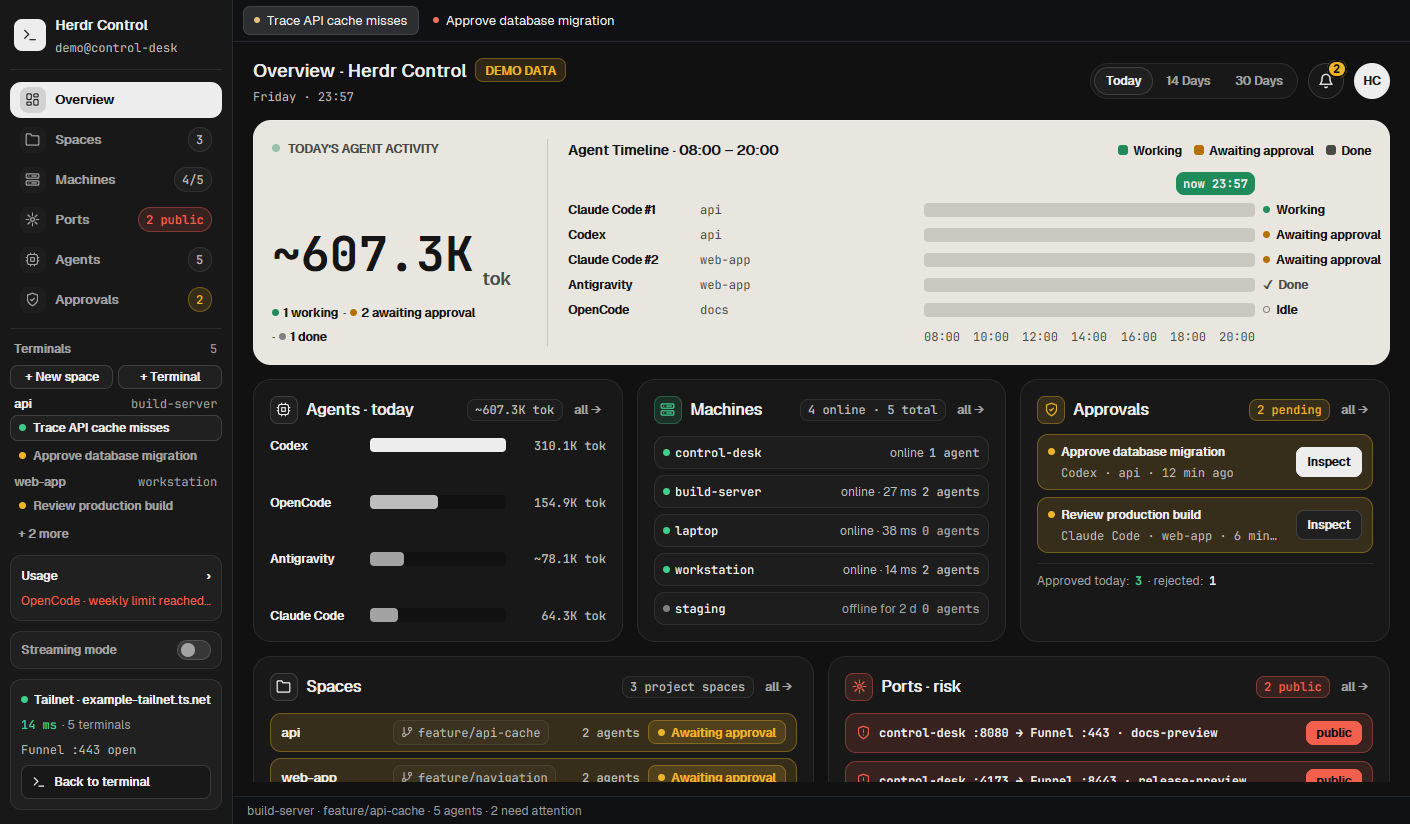 Herdr Control
demo@control-desk
Overview
Spaces 3
Machines 4/5
Ports 2 public
Agents 5
Approvals 2
Terminals 5
+ New space + Terminal
api build-server
Trace API cache misses
Approve database migration
web-app workstation
Review production build
+ 2 more
Usage ›
OpenCode · weekly limit reached…
Streaming mode
Tailnet · example-tailnet.ts.net
14 ms · 5 terminals
Funnel :443 open
Back to terminal
Trace API cache misses Approve database migration
Overview · Herdr Control DEMO DATA
Friday · 23:57
Today 14 Days 30 Days 2 HC
TODAY'S AGENT ACTIVITY
~607.3K tok
1 working · 2 awaiting approval
· 1 done
Agent Timeline · 08:00 – 20:00 Working Awaiting approval Done
now 23:57
Claude Code #1 api Working
Codex api Awaiting approval
Claude Code #2 web-app Awaiting approval
Antigravity web-app ✓ Done
OpenCode docs Idle
08:00 10:00 12:00 14:00 16:00 18:00 20:00
Agents · today ~607.3K tok all →
Codex 310.1K tok
OpenCode 154.9K tok
Antigravity ~78.1K tok
Claude Code 64.3K tok
Machines 4 online · 5 total all →
control-desk online 1 agent
build-server online · 27 ms 2 agents
laptop online · 38 ms 0 agents
workstation online · 14 ms 2 agents
staging offline for 2 d 0 agents
Approvals 2 pending all →
Approve database migration
Codex · api · 12 min ago
Inspect
Review production build
Claude Code · web-app · 6 min…
Inspect
Approved today: 3 · rejected: 1
Spaces 3 project spaces all →
api feature/api-cache 2 agents Awaiting approval
web-app feature/navigation 2 agents Awaiting approval
Ports · risk 2 public all →
control-desk :8080 → Funnel :443 · docs-preview public
control-desk :4173 → Funnel :8443 · release-preview public
build-server · feature/api-cache · 5 agents · 2 need attention